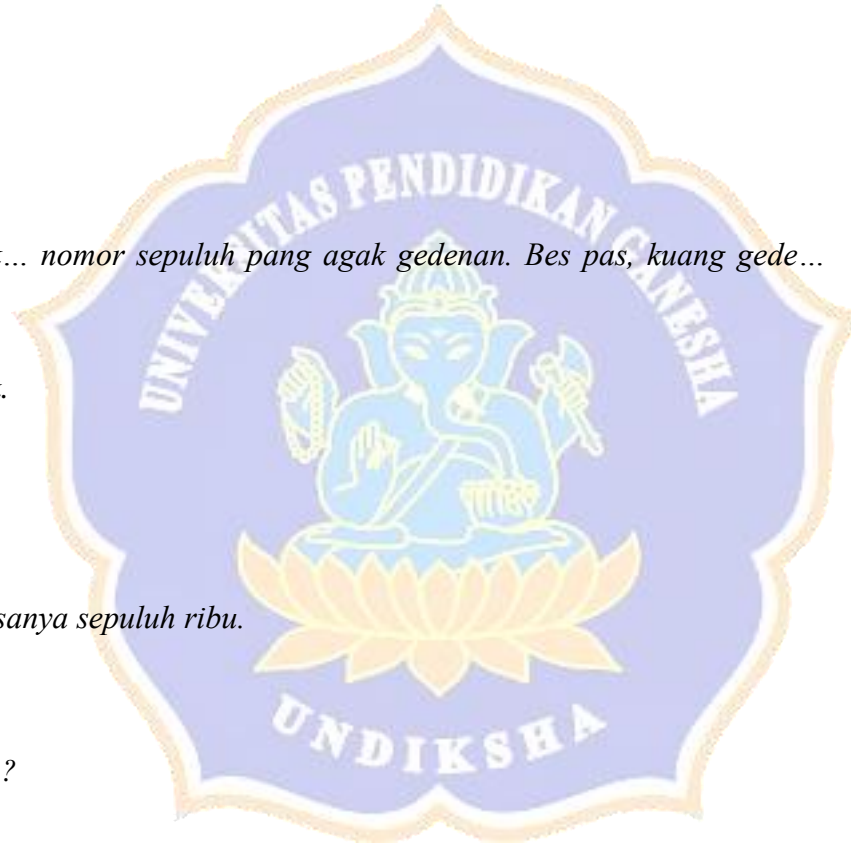 … nomor sepuluh pang agak gedenan. Bes pas, kuang gede…
sanya sepuluh ribu.
?
UNIVERSITAS PENDIDIKAN GANESHA
UNDIKSHA